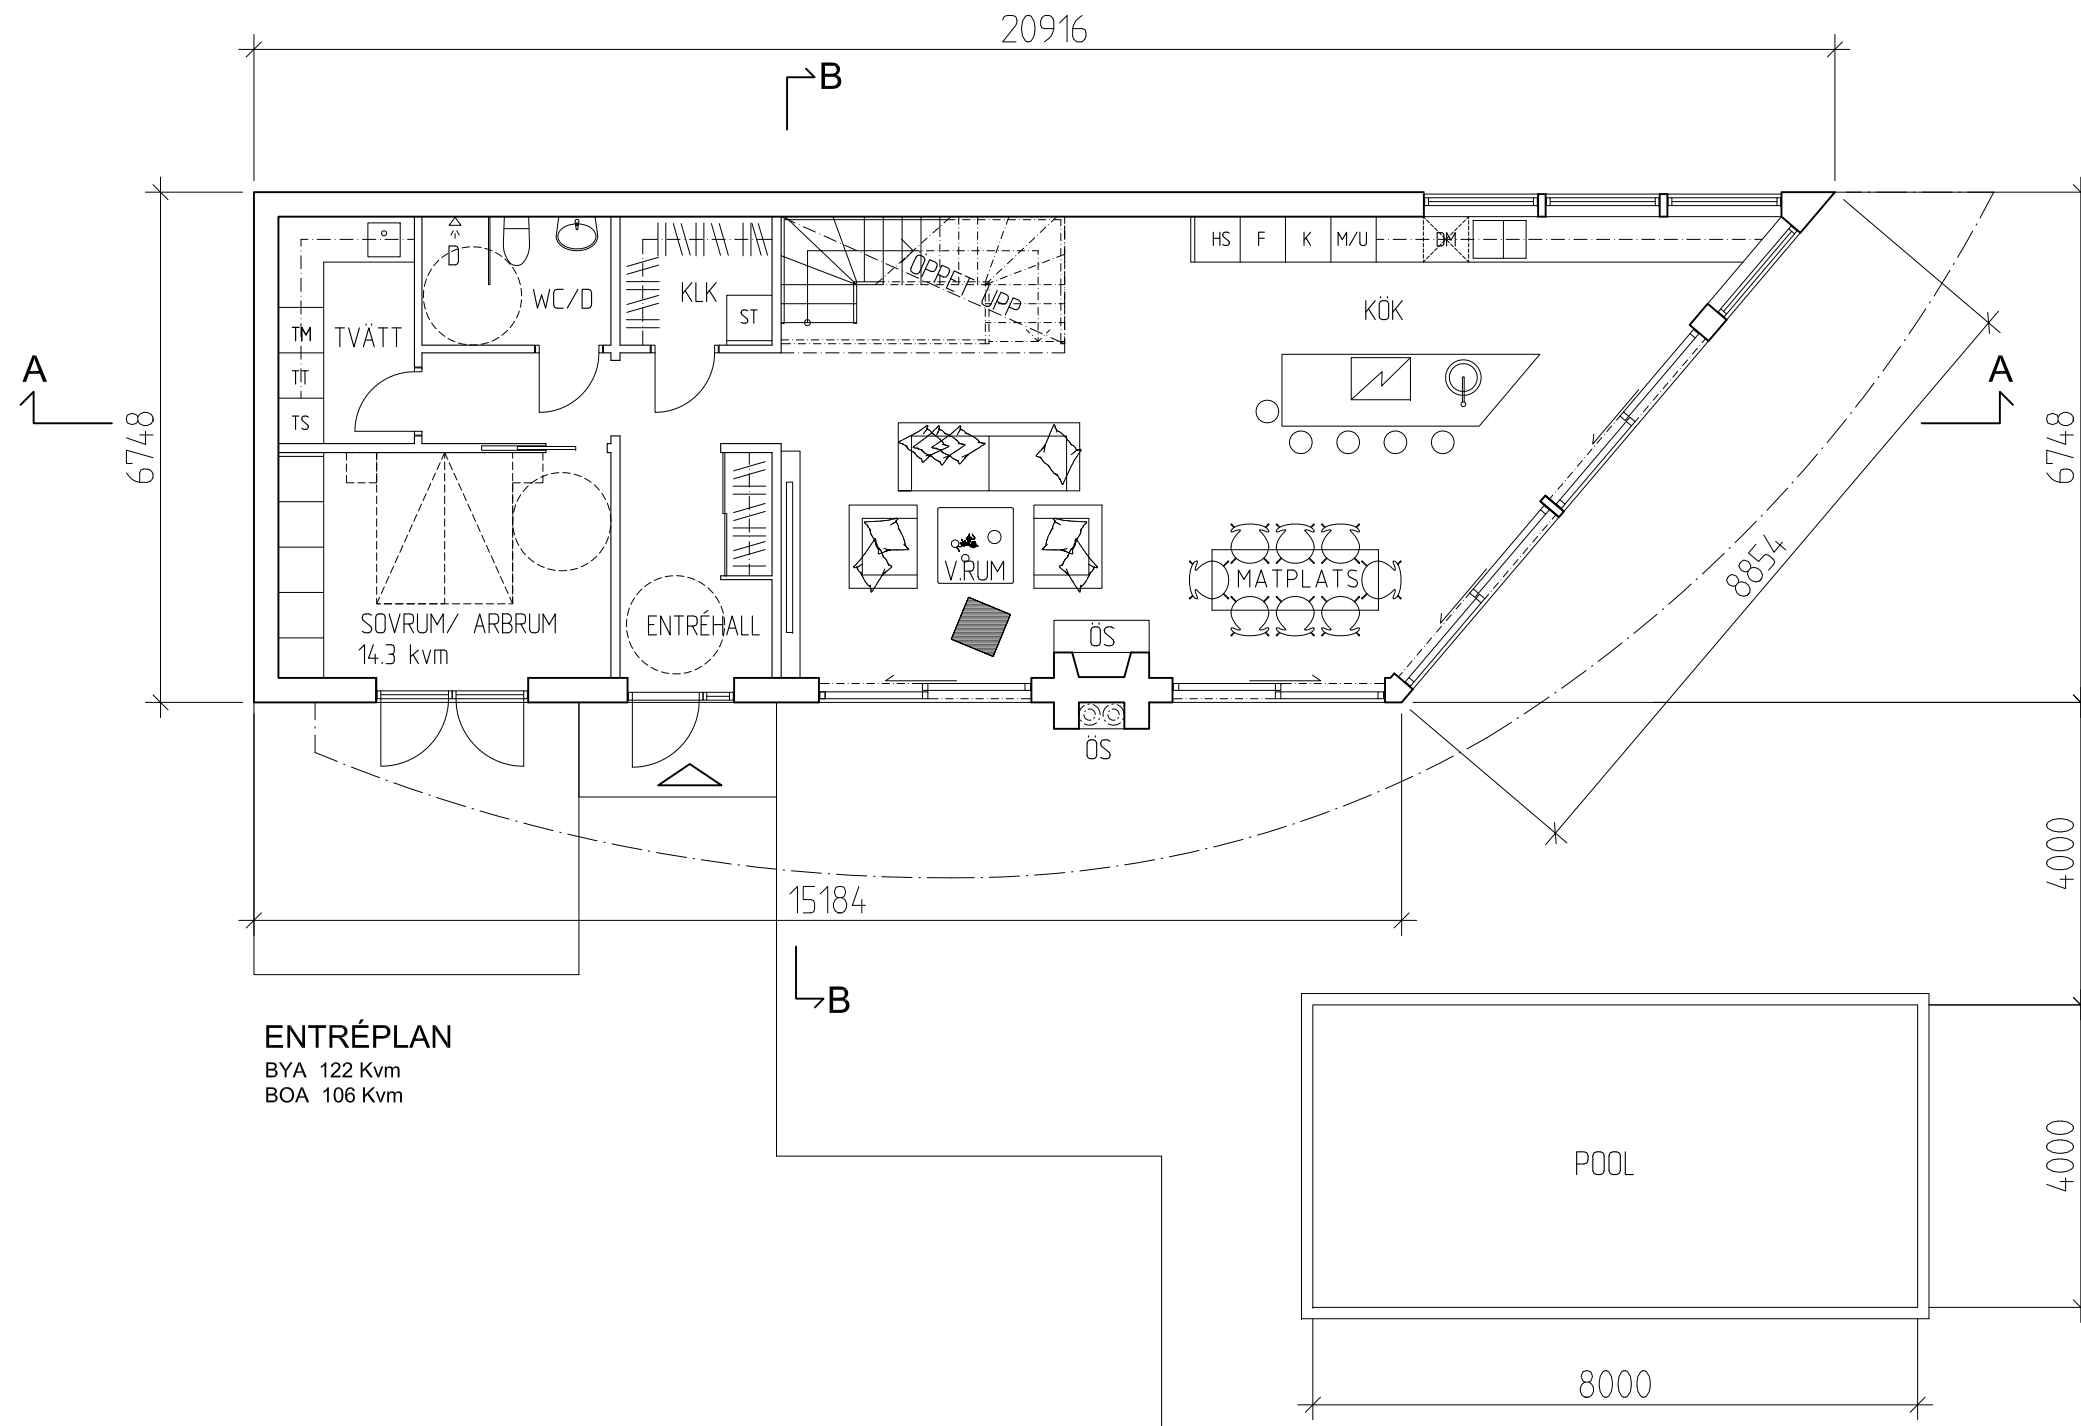 20916
B
HS F K M/U DM
D
WC/D
KLK
ST
ÖPPET UPP
KÖK
TM
TVÄTT
TT
TS
A
A
6748
6748
8854
V.RUM
MATPLATS
SOVRUM/ ARBRUM
14.3 kvm
ENTRÉHALL
ÖS
ÖS
4000
15184
B
ENTRÉPLAN
BYA 122 Kvm
BOA 106 Kvm
POOL
4000
8000